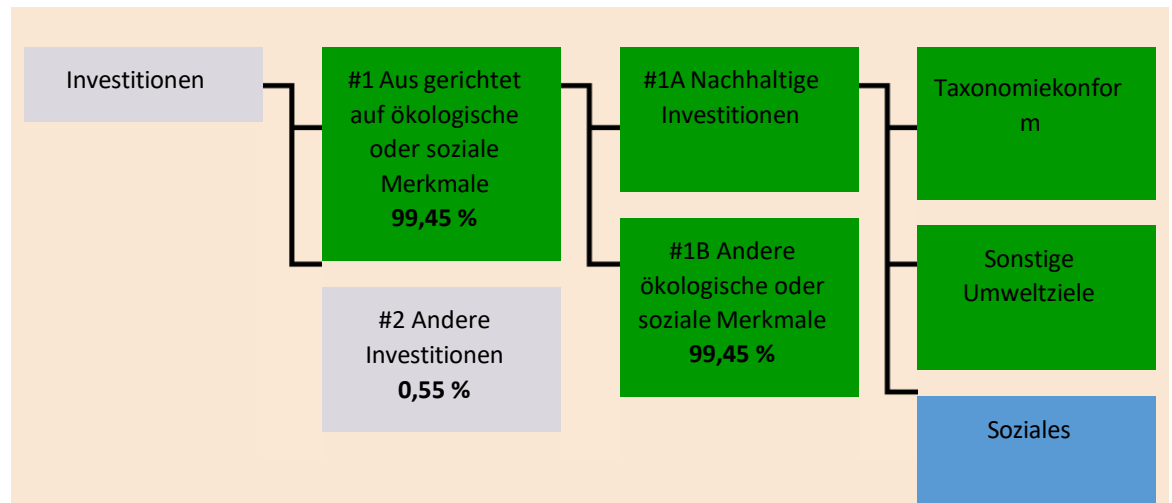 Investitionen
#1 Aus gerichtet
auf ökologische
oder soziale
Merkmale
99,45 %
#2 Andere
Investitionen
0,55 %
#1A Nachhaltige
Investitionen
#1B Andere
ökologische oder
soziale Merkmale
99,45 %
Taxonomiekonfor
m
Sonstige
Umweltziele
Soziales